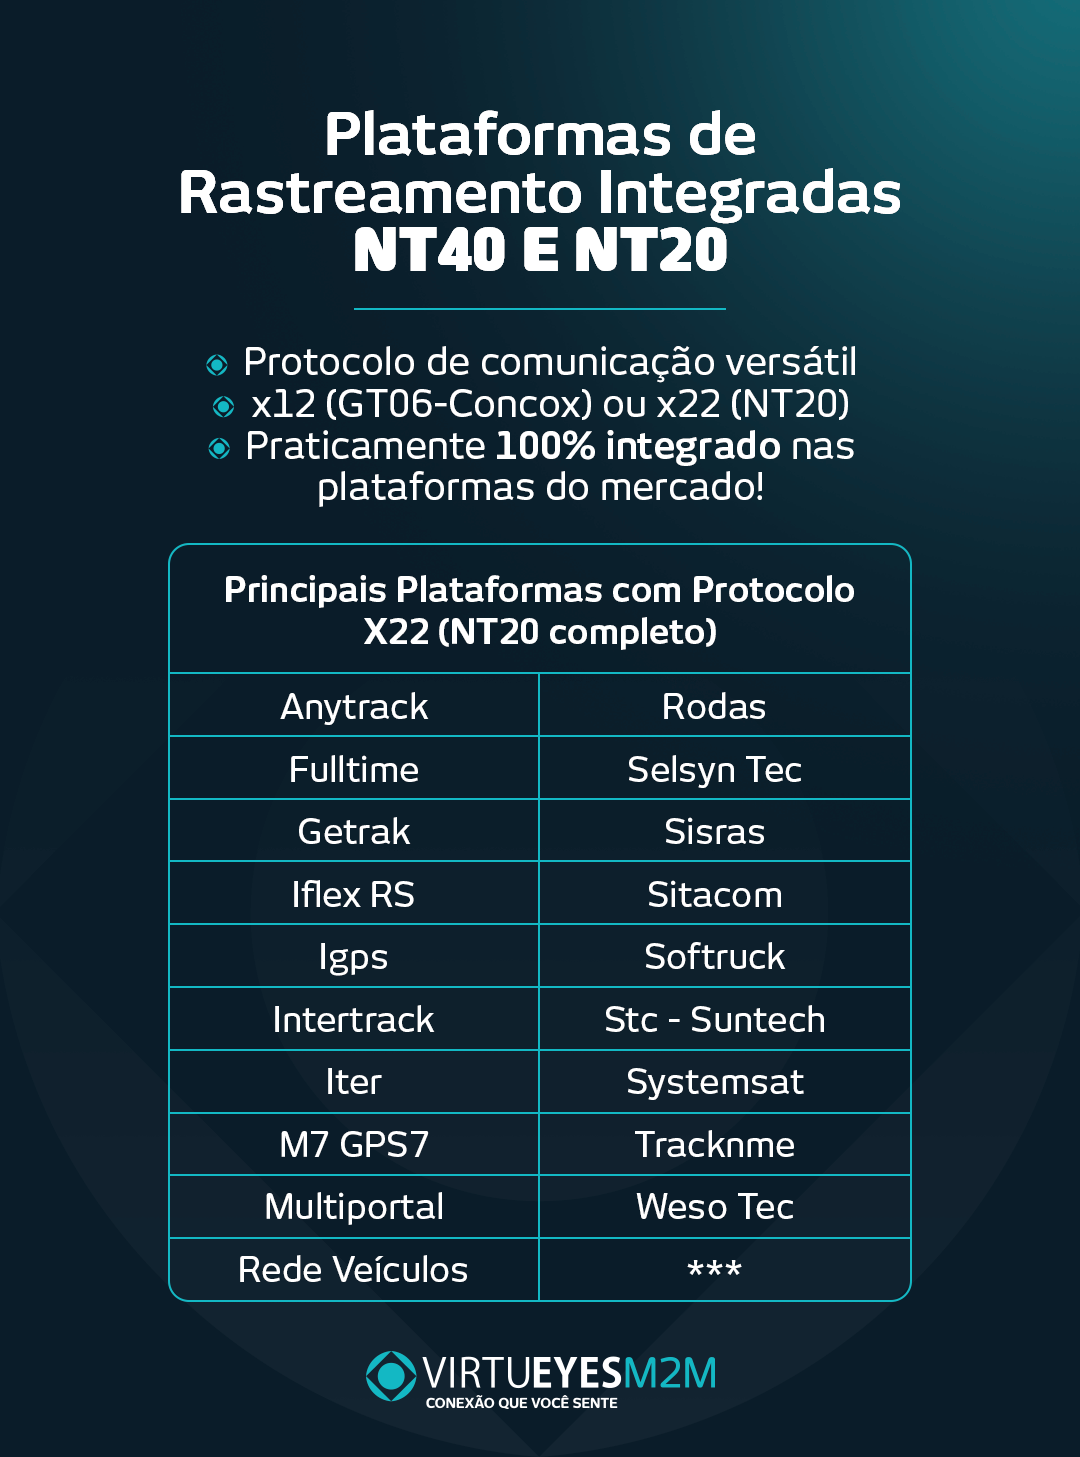 Plataformas de
Rastreamento Integradas
NT40 E NT20
Protocolo de comunicação versátil
x12 (GT06-Concox) ou x22 (NT20)
Praticamente 100% integrado nas
plataformas do mercado!
Principais Plataformas com Protocolo
X22 (NT20 completo)
Anytrack Rodas
Fulltime Selsyn Tec
Getrak Sisras
Iflex RS Sitacom
Igps Softruck
Intertrack Stc - Suntech
Iter Systemsat
M7 GPS7 Tracknme
Multiportal Weso Tec
Rede Veículos ***
VIRTUEYESM2M
CONEXÃO QUE VOCÊ SENTE